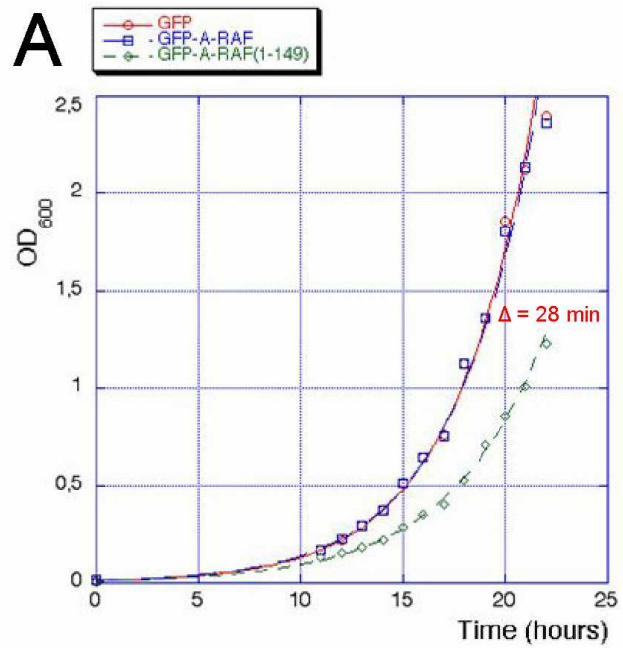 A
GFP
GFP-A-RAF
GFP-A-RAF(1-149)
2,5
2
1,5
1
0,5
0
OD600
Δ = 28 min
0 5 10 15 20 25
Time (hours)